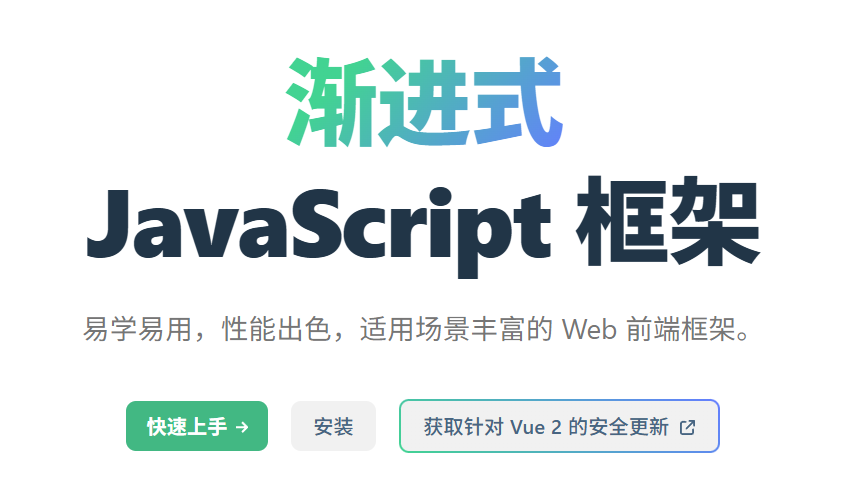 渐进式
JavaScript 框架
易学易用，性能出色，适用场景丰富的 Web 前端框架。
快速上手 →
安装
获取针对 Vue 2 的安全更新